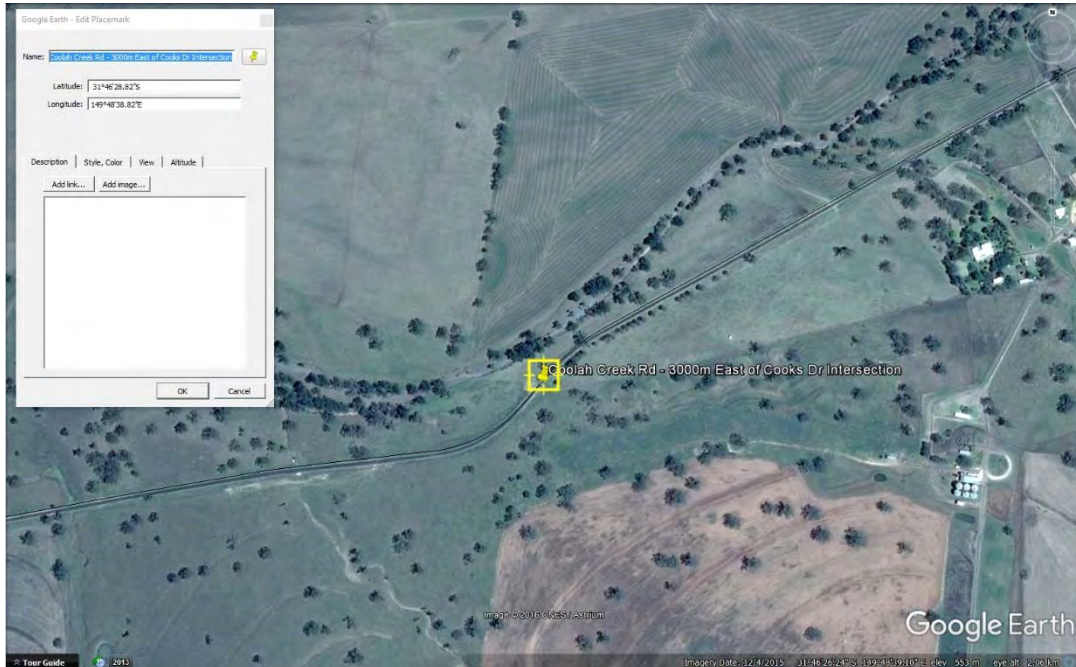 Google Earth - Edit Placemark
Name: Coolah Creek Rd - 3000m East of Cooks Dr Intersection
Latitude: 31°46'28.82"S
Longitude: 149°48'38.82"E
Description Style, Color View Altitude
Add link... Add image...
OK Cancel
N
Coolah Creek Rd - 3000m East of Cooks Dr Intersection
Image © 2016 CNES / Astrium
Google Earth
Tour Guide 2013 Imagery Date: 12/4/2015 31°46'26.24" S 149°48'39.10" E elev 553 m eye alt 2.06 km